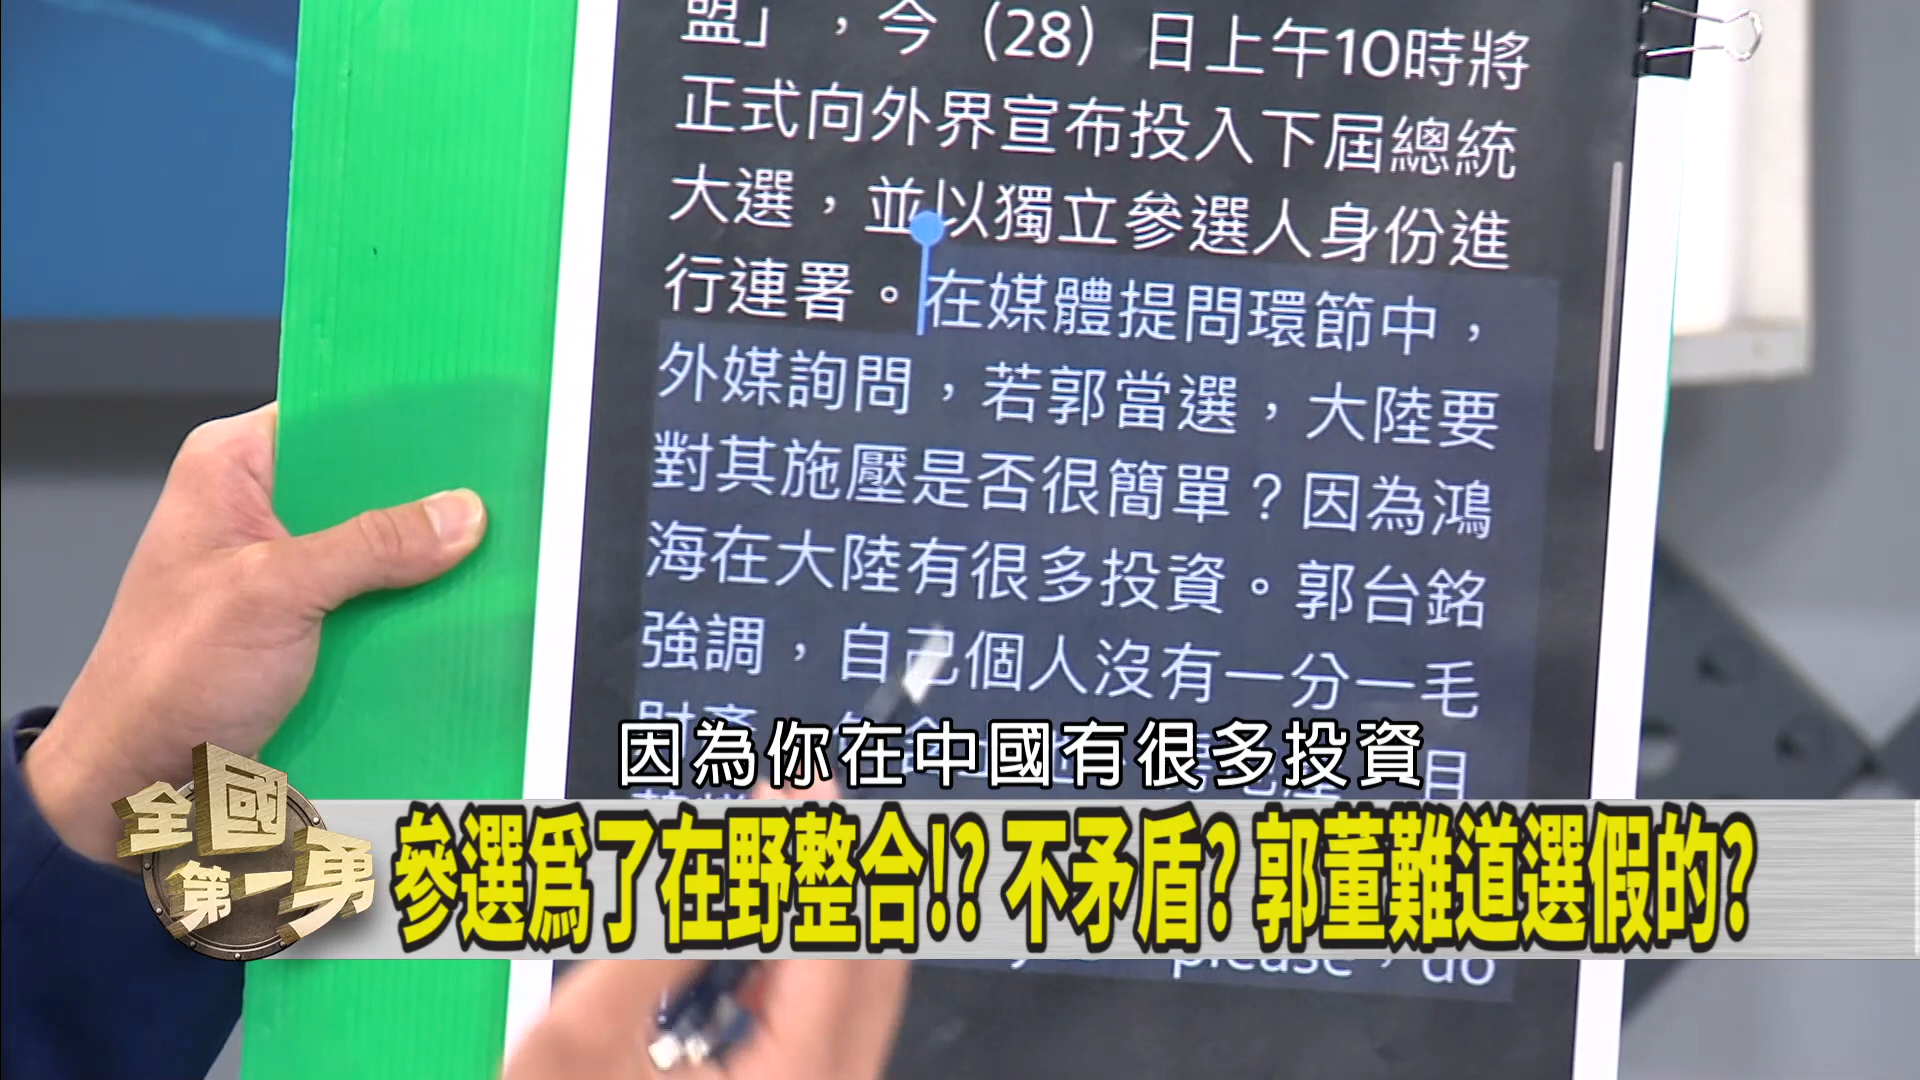 盟」，今（28）日上午10時將
正式向外界宣布投入下屆總統
大選，並以獨立參選人身份進
行連署。在媒體提問環節中，
外媒詢問，若郭當選，大陸要
對其施壓是否很簡單？因為鴻
海在大陸有很多投資。郭台銘
強調，自己個人沒有一分一毛
財產
因為你在中國有很多投資
全國第一勇
參選爲了在野整合!? 不矛盾? 郭董難道選假的?
please，do